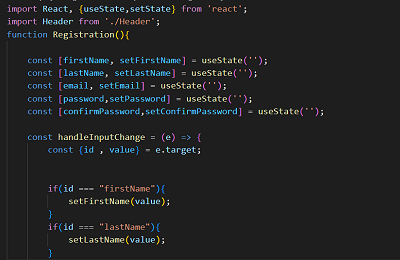 import React, {useState,setState} from 'react';
import Header from './Header';
function Registration(){
const [firstName, setFirstName] = useState('');
const [lastName, setLastName] = useState('');
const [email, setEmail] = useState('');
const [password,setPassword] = useState('');
const [confirmPassword,setConfirmPassword] = useState('');
const handleInputChange = (e) => {
const {id , value} = e.target;
if(id === "firstName"){
setFirstName(value);
}
if(id === "lastName"){
setLastName(value);
}